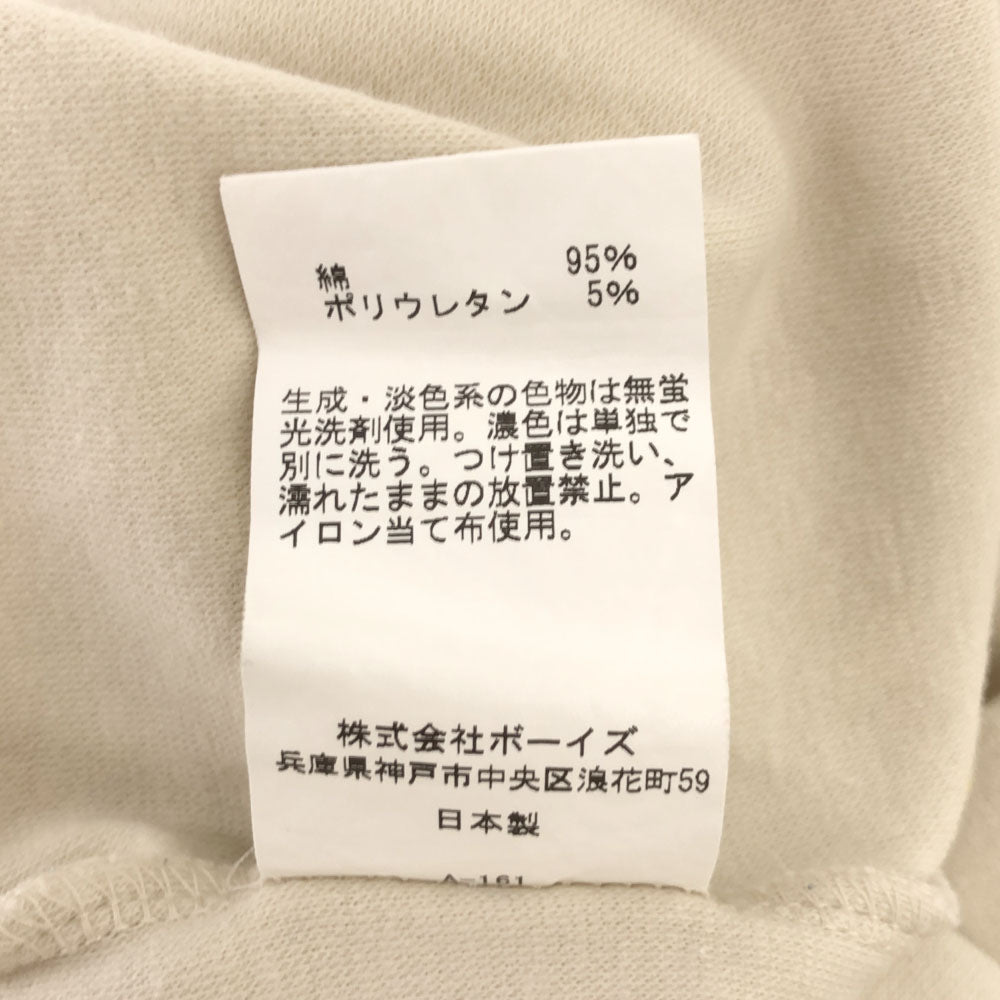 綿 95%
ポリウレタン 5%
生成・淡色系の色物は無蛍
光洗剤使用。濃色は単独で
別に洗う。つけ置き洗い、
濡れたままの放置禁止。ア
イロン当て布使用。
株式会社ボーイズ
兵庫県神戸市中央区浪花町59
日本製
A-161